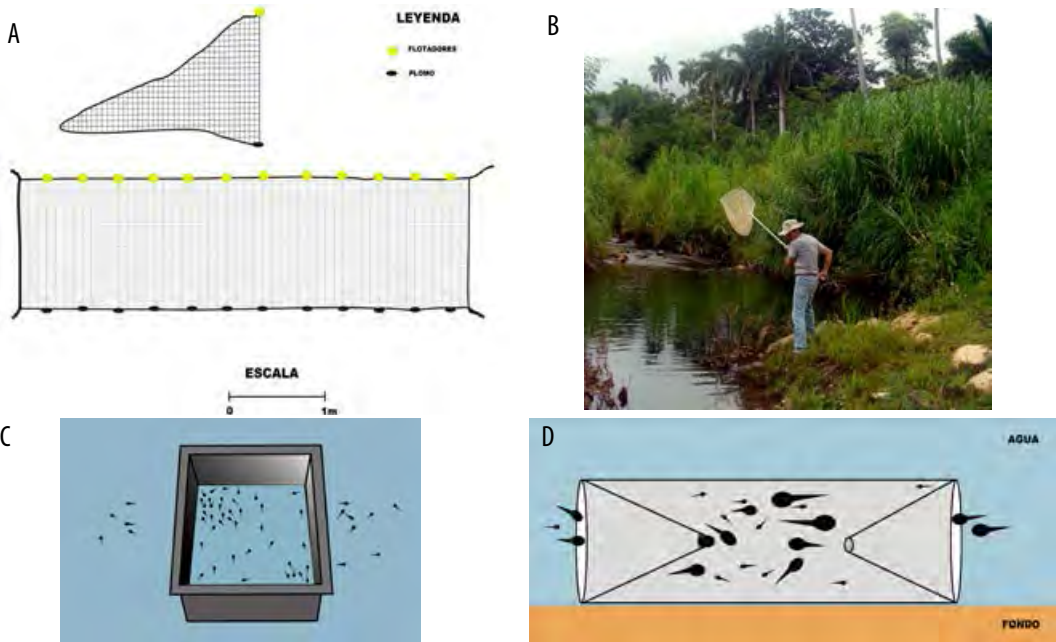 A
LEYENDA
FLOTADORES
PLOMO
ESCALA
0 1m
B
C
D
AGUA
FONDO